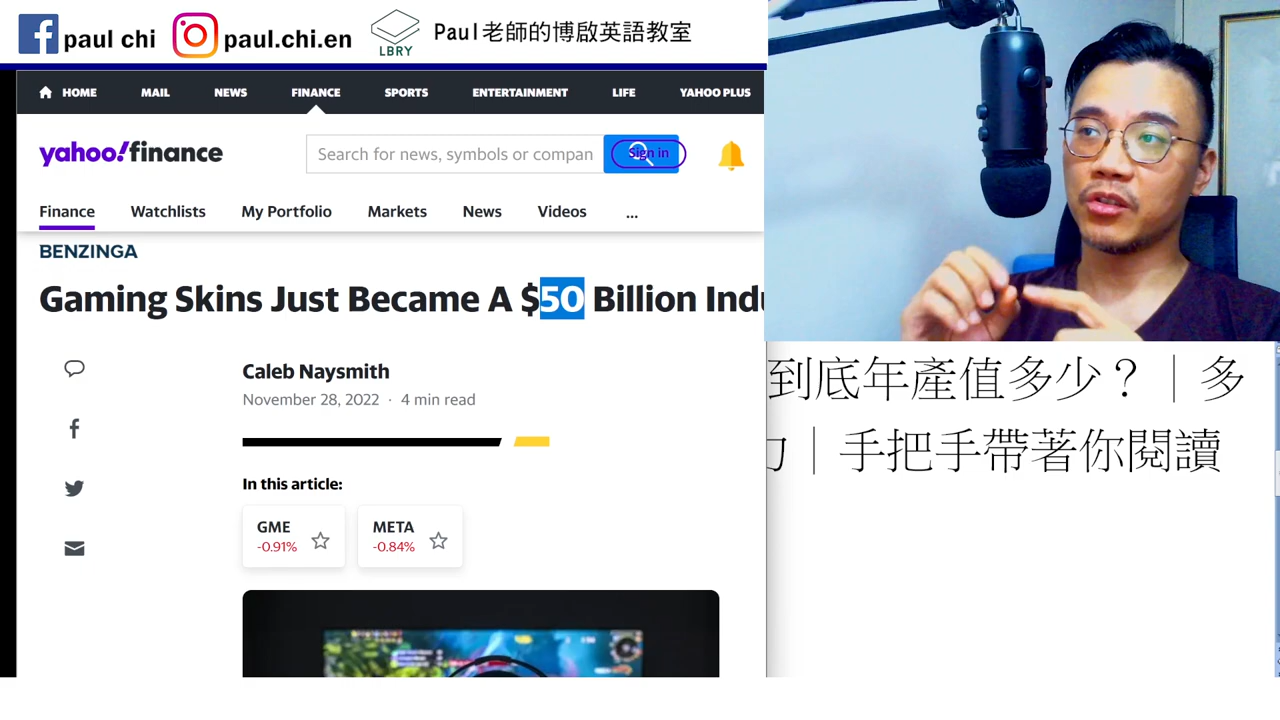 paul chi
paul.chi.en
LBRY
Paul老師的博啟英語教室
HOME MAIL NEWS FINANCE SPORTS ENTERTAINMENT LIFE YAHOO PLUS
yahoo!finance
Search for news, symbols or compan
Sign in
Finance Watchlists My Portfolio Markets News Videos ...
BENZINGA
Gaming Skins Just Became A $50 Billion Indu
Caleb Naysmith
November 28, 2022 · 4 min read
In this article:
GME
-0.91%
META
-0.84%
到底年產值多少？｜多
力｜手把手帶著你閱讀